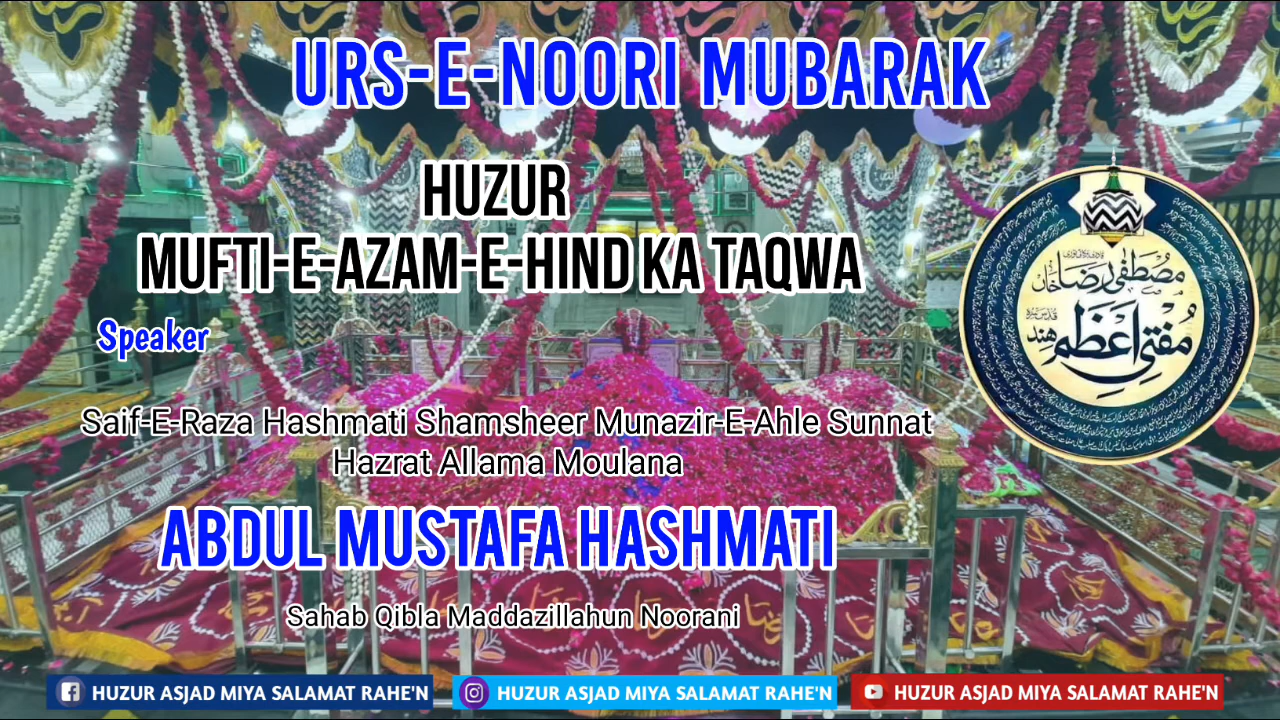 URS-E-NOORI MUBARAK
HUZUR
MUFTI-E-AZAM-E-HIND KA TAQWA
Speaker
Saif-E-Raza Hashmati Shamsheer Munazir-E-Ahle Sunnat
Hazrat Allama Moulana
ABDUL MUSTAFA HASHMATI
Sahab Qibla Maddazillahun Noorani
مصطفیٰ رضا خان
مفتی اعظم ہند
HUZUR ASJAD MIYA SALAMAT RAHE'N
HUZUR ASJAD MIYA SALAMAT RAHE'N
HUZUR ASJAD MIYA SALAMAT RAHE'N